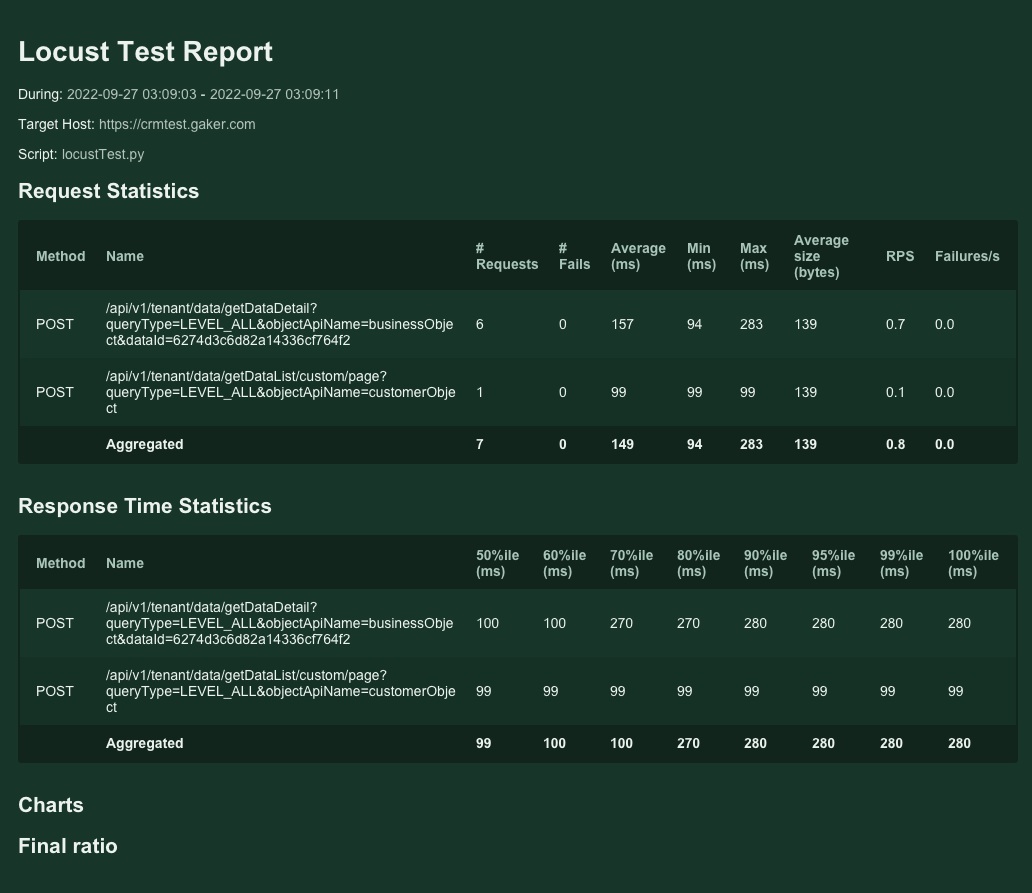 Locust Test Report
During: 2022-09-27 03:09:03 - 2022-09-27 03:09:11
Target Host: https://crmtest.gaker.com
Script: locustTest.py
Request Statistics
Method Name # Requests # Fails Average (ms) Min (ms) Max (ms) Average size (bytes) RPS Failures/s
POST /api/v1/tenant/data/getDataDetail?
queryType=LEVEL_ALL&objectApiName=businessObje
ct&dataId=6274d3c6d82a14336cf764f2 6 0 157 94 283 139 0.7 0.0
POST /api/v1/tenant/data/getDataList/custom/page?
queryType=LEVEL_ALL&objectApiName=customerObje
ct 1 0 99 99 99 139 0.1 0.0
Aggregated 7 0 149 94 283 139 0.8 0.0
Response Time Statistics
Method Name 50%ile (ms) 60%ile (ms) 70%ile (ms) 80%ile (ms) 90%ile (ms) 95%ile (ms) 99%ile (ms) 100%ile (ms)
POST /api/v1/tenant/data/getDataDetail?
queryType=LEVEL_ALL&objectApiName=businessObje
ct&dataId=6274d3c6d82a14336cf764f2 100 100 270 270 280 280 280 280
POST /api/v1/tenant/data/getDataList/custom/page?
queryType=LEVEL_ALL&objectApiName=customerObje
ct 99 99 99 99 99 99 99 99
Aggregated 99 100 100 270 280 280 280 280
Charts
Final ratio